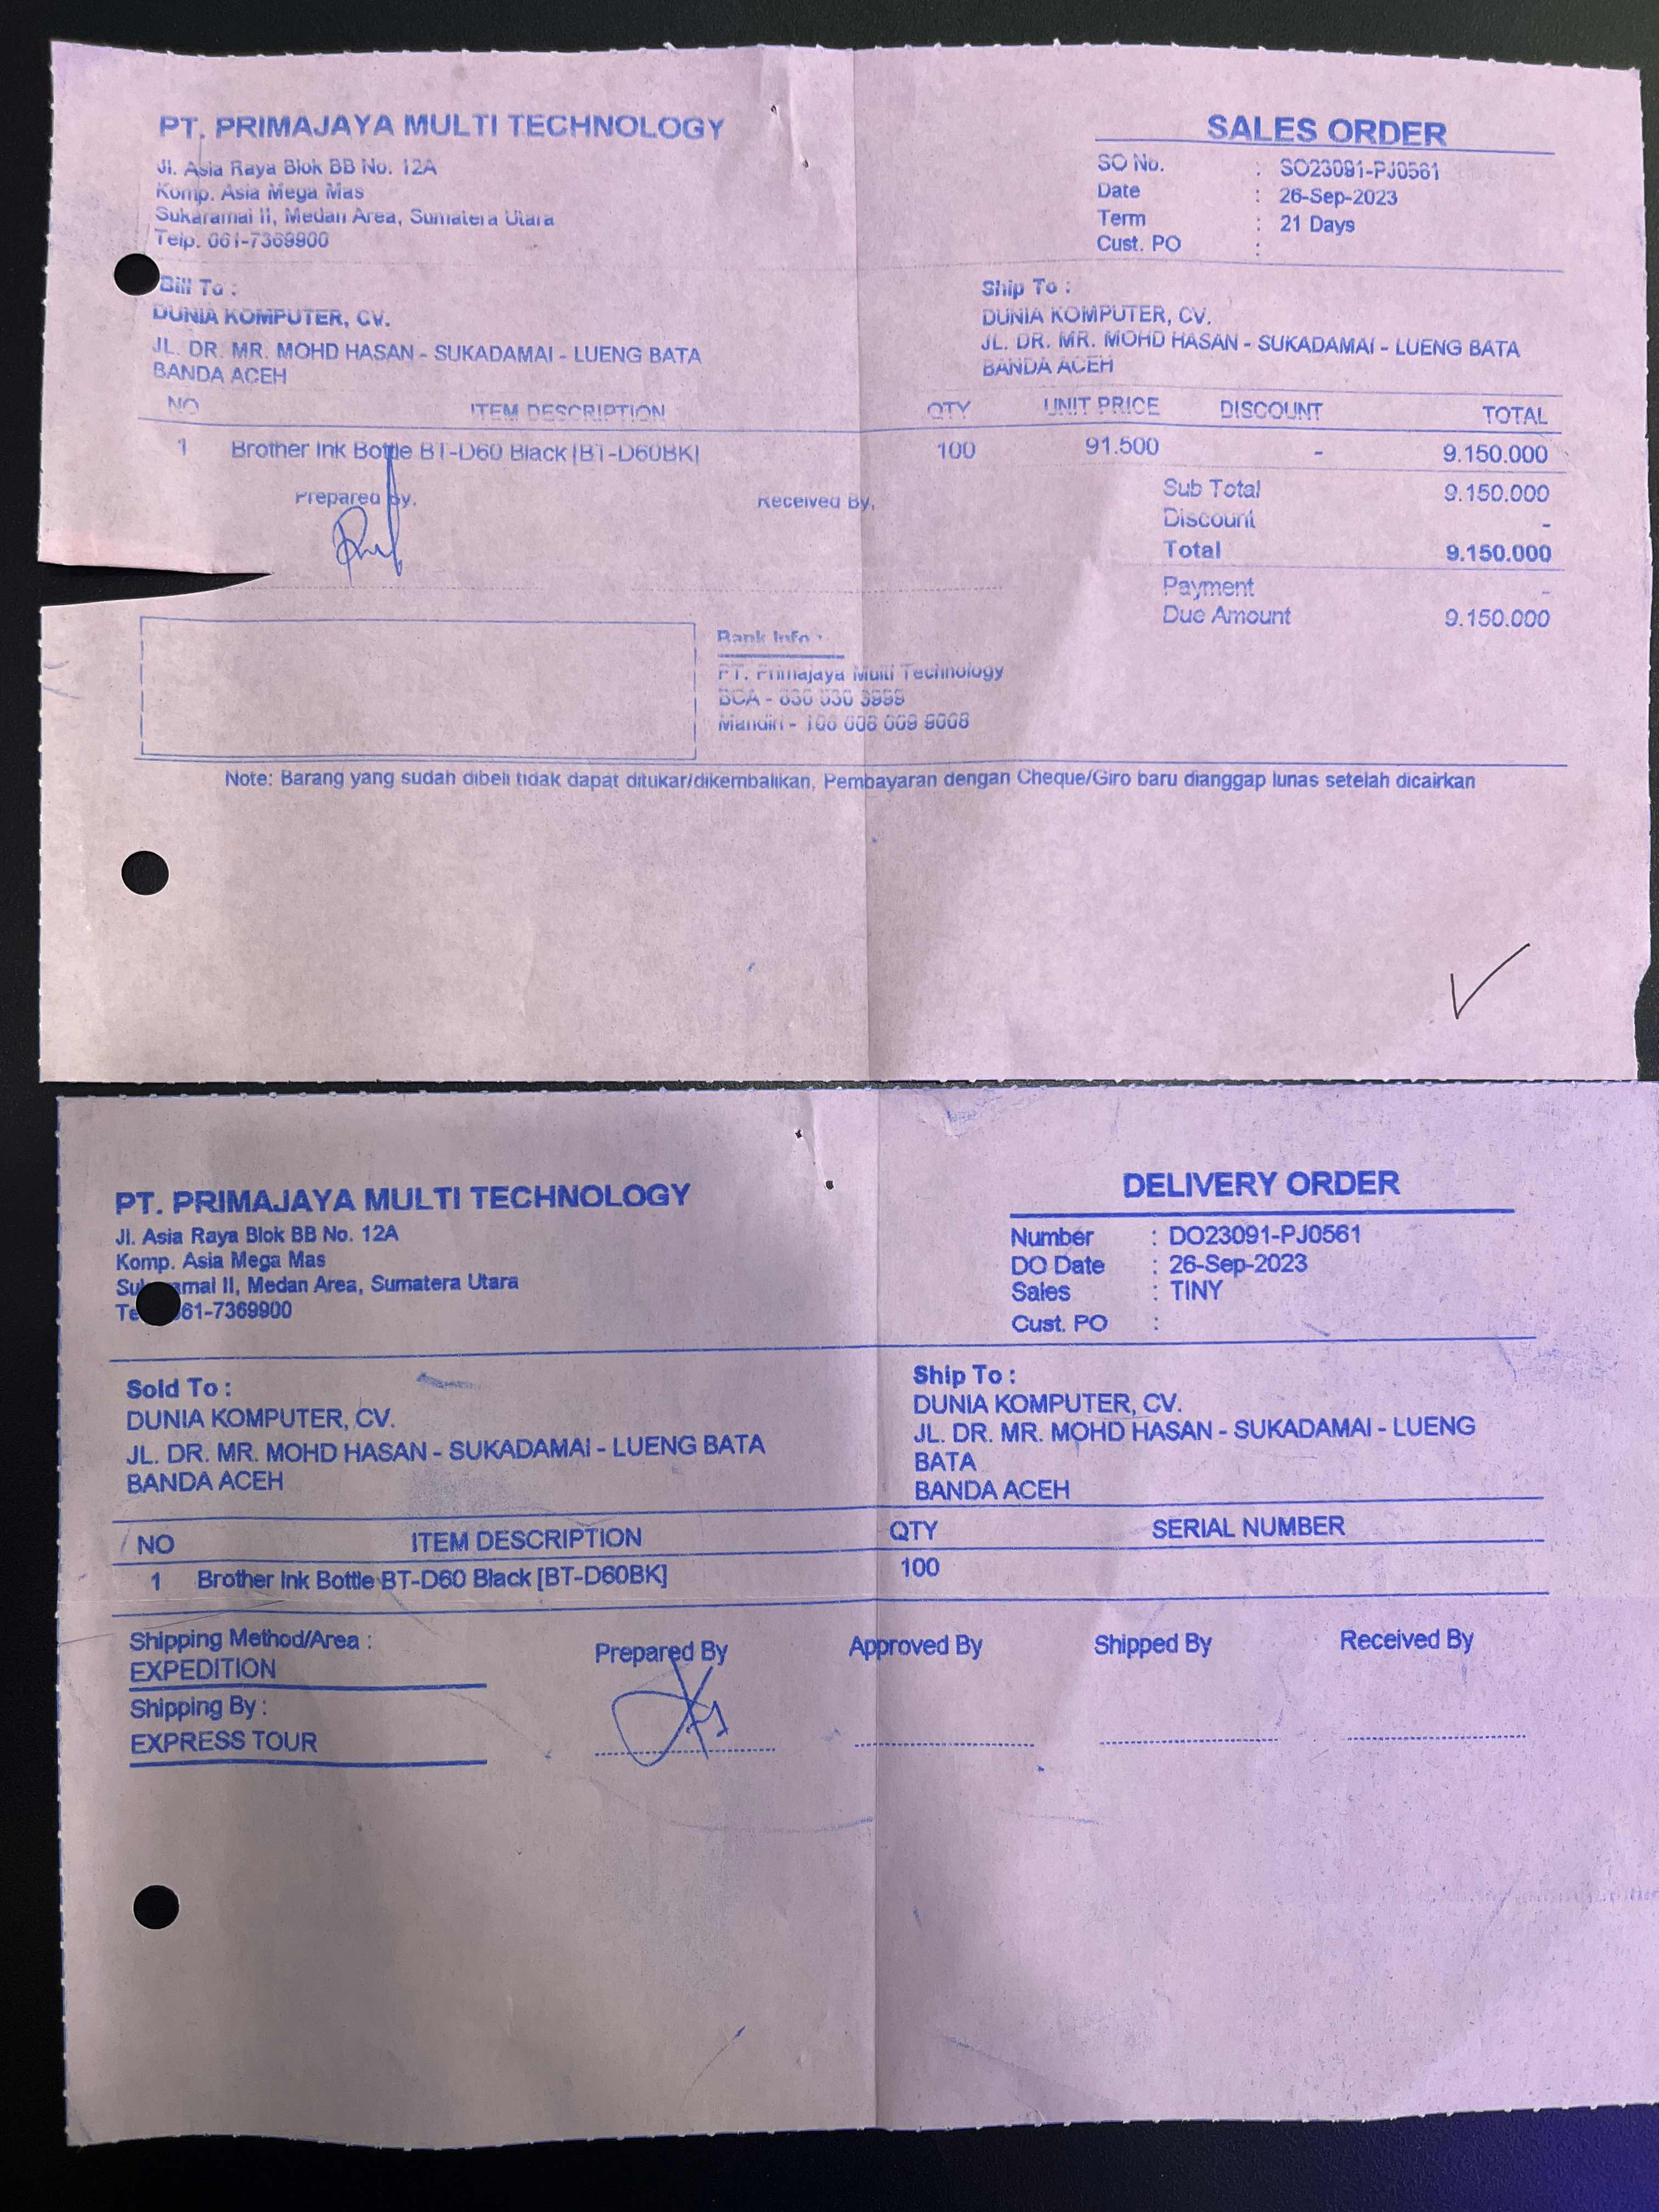 PT. PRIMAJAYA MULTI TECHNOLOGY
Jl. Asia Raya Blok BB No. 12A
Komp. Asia Mega Mas
Sukaramai II, Medan Area, Sumatera Utara
Telp. 061-7369900
SALES ORDER
SO No. : SO23091-PJ0561
Date : 26-Sep-2023
Term : 21 Days
Cust. PO :
Bill To :
DUNIA KOMPUTER, CV.
JL. DR. MR. MOHD HASAN - SUKADAMAI - LUENG BATA
BANDA ACEH
Ship To :
DUNIA KOMPUTER, CV.
JL. DR. MR. MOHD HASAN - SUKADAMAI - LUENG BATA
BANDA ACEH
NO ITEM DESCRIPTION QTY UNIT PRICE DISCOUNT TOTAL
1 Brother Ink Bottle BT-D60 Black [BT-D60BK] 100 91.500 - 9.150.000
Prepared By, Received By,
Sub Total 9.150.000
Discount -
Total 9.150.000
Payment -
Due Amount 9.150.000
Bank Info :
PT. Primajaya Multi Technology
BCA -
Mandiri -
Note: Barang yang sudah dibeli tidak dapat ditukar/dikembalikan, Pembayaran dengan Cheque/Giro baru dianggap lunas setelah dicairkan
PT. PRIMAJAYA MULTI TECHNOLOGY
Jl. Asia Raya Blok BB No. 12A
Komp. Asia Mega Mas
II, Medan Area, Sumatera Utara
61-7369900
DELIVERY ORDER
Number : DO23091-PJ0561
DO Date : 26-Sep-2023
Sales : TINY
Cust. PO :
Sold To :
DUNIA KOMPUTER, CV.
JL. DR. MR. MOHD HASAN - SUKADAMAI - LUENG BATA
BANDA ACEH
Ship To :
DUNIA KOMPUTER, CV.
JL. DR. MR. MOHD HASAN - SUKADAMAI - LUENG
BATA
BANDA ACEH
NO ITEM DESCRIPTION QTY SERIAL NUMBER
1 Brother Ink Bottle BT-D60 Black [BT-D60BK] 100
Shipping Method/Area :
EXPEDITION
Shipping By :
EXPRESS TOUR
Prepared By Approved By Shipped By Received By